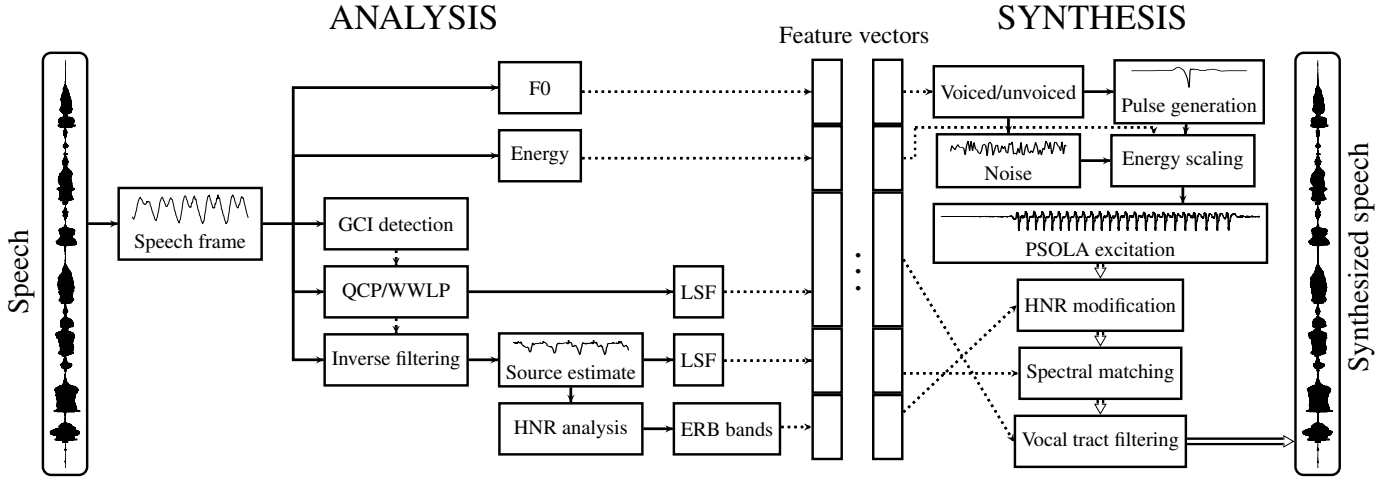 ANALYSIS
SYNTHESIS
Feature vectors
Speech
Speech frame
F0
Energy
GCI detection
QCP/WWLP
LSF
Inverse filtering
Source estimate
LSF
HNR analysis
ERB bands
Voiced/unvoiced
Pulse generation
Noise
Energy scaling
PSOLA excitation
HNR modification
Spectral matching
Vocal tract filtering
Synthesized speech